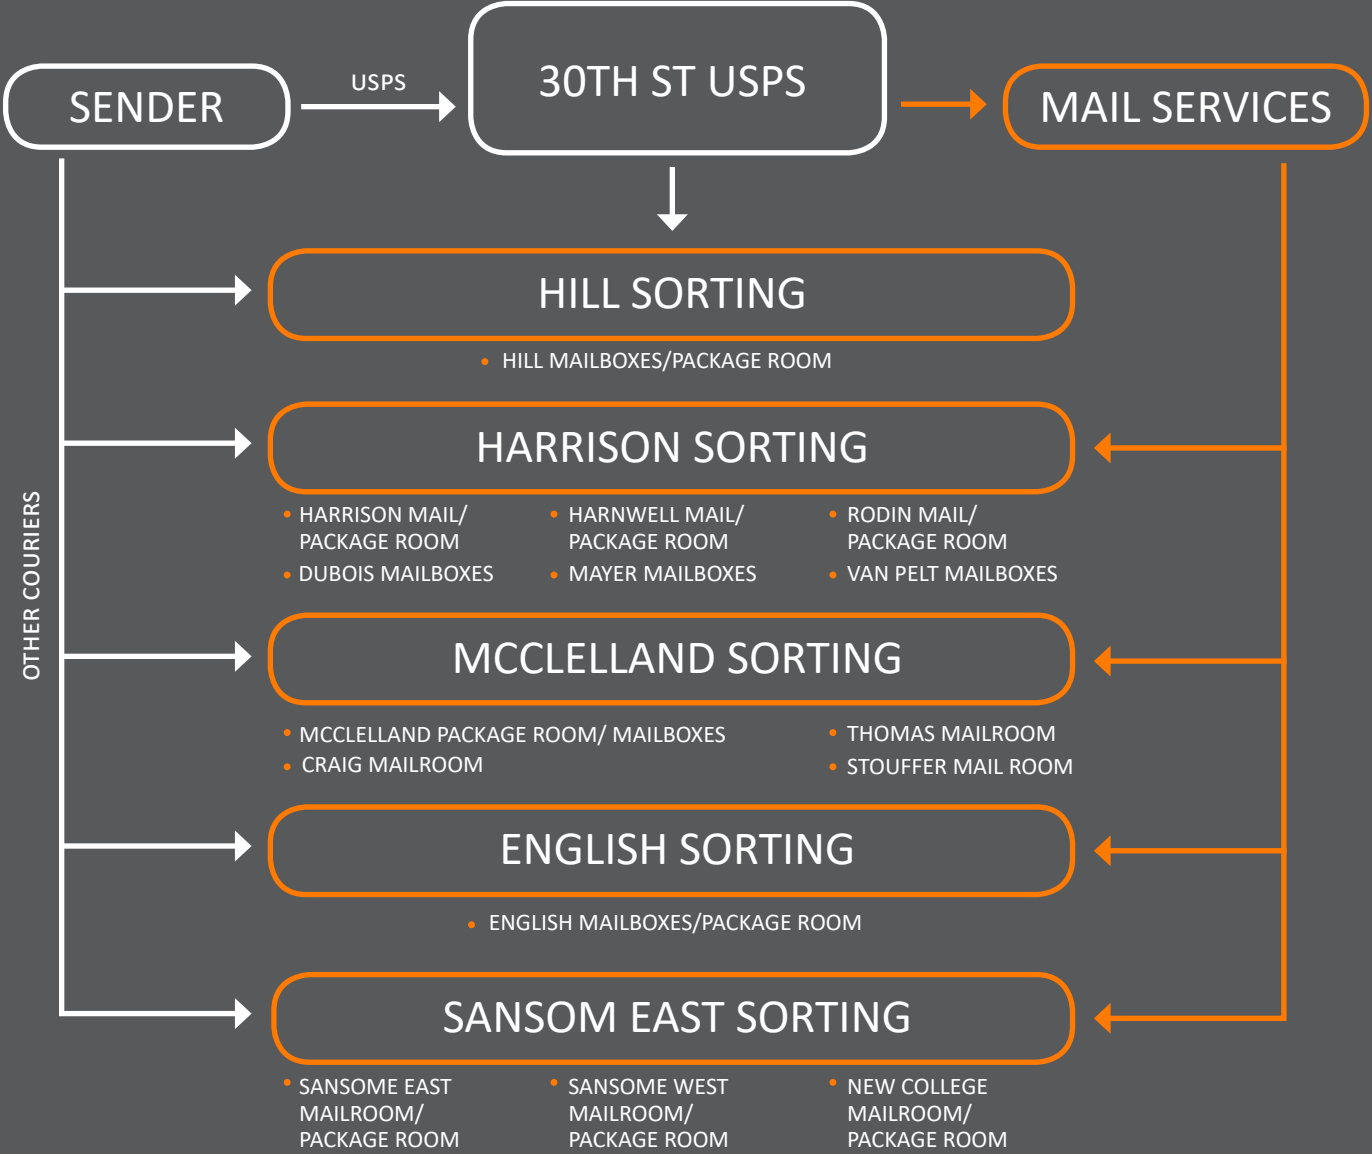 SENDER
USPS
30TH ST USPS
MAIL SERVICES
OTHER COURIERS
HILL SORTING
• HILL MAILBOXES/PACKAGE ROOM
HARRISON SORTING
• HARRISON MAIL/
PACKAGE ROOM
• HARNWELL MAIL/
PACKAGE ROOM
• RODIN MAIL/
PACKAGE ROOM
• DUBOIS MAILBOXES
• MAYER MAILBOXES
• VAN PELT MAILBOXES
MCCLELLAND SORTING
• MCCLELLAND PACKAGE ROOM/ MAILBOXES
• THOMAS MAILROOM
• CRAIG MAILROOM
• STOUFFER MAIL ROOM
ENGLISH SORTING
• ENGLISH MAILBOXES/PACKAGE ROOM
SANSOM EAST SORTING
• SANSOME EAST
MAILROOM/
PACKAGE ROOM
• SANSOME WEST
MAILROOM/
PACKAGE ROOM
• NEW COLLEGE
MAILROOM/
PACKAGE ROOM